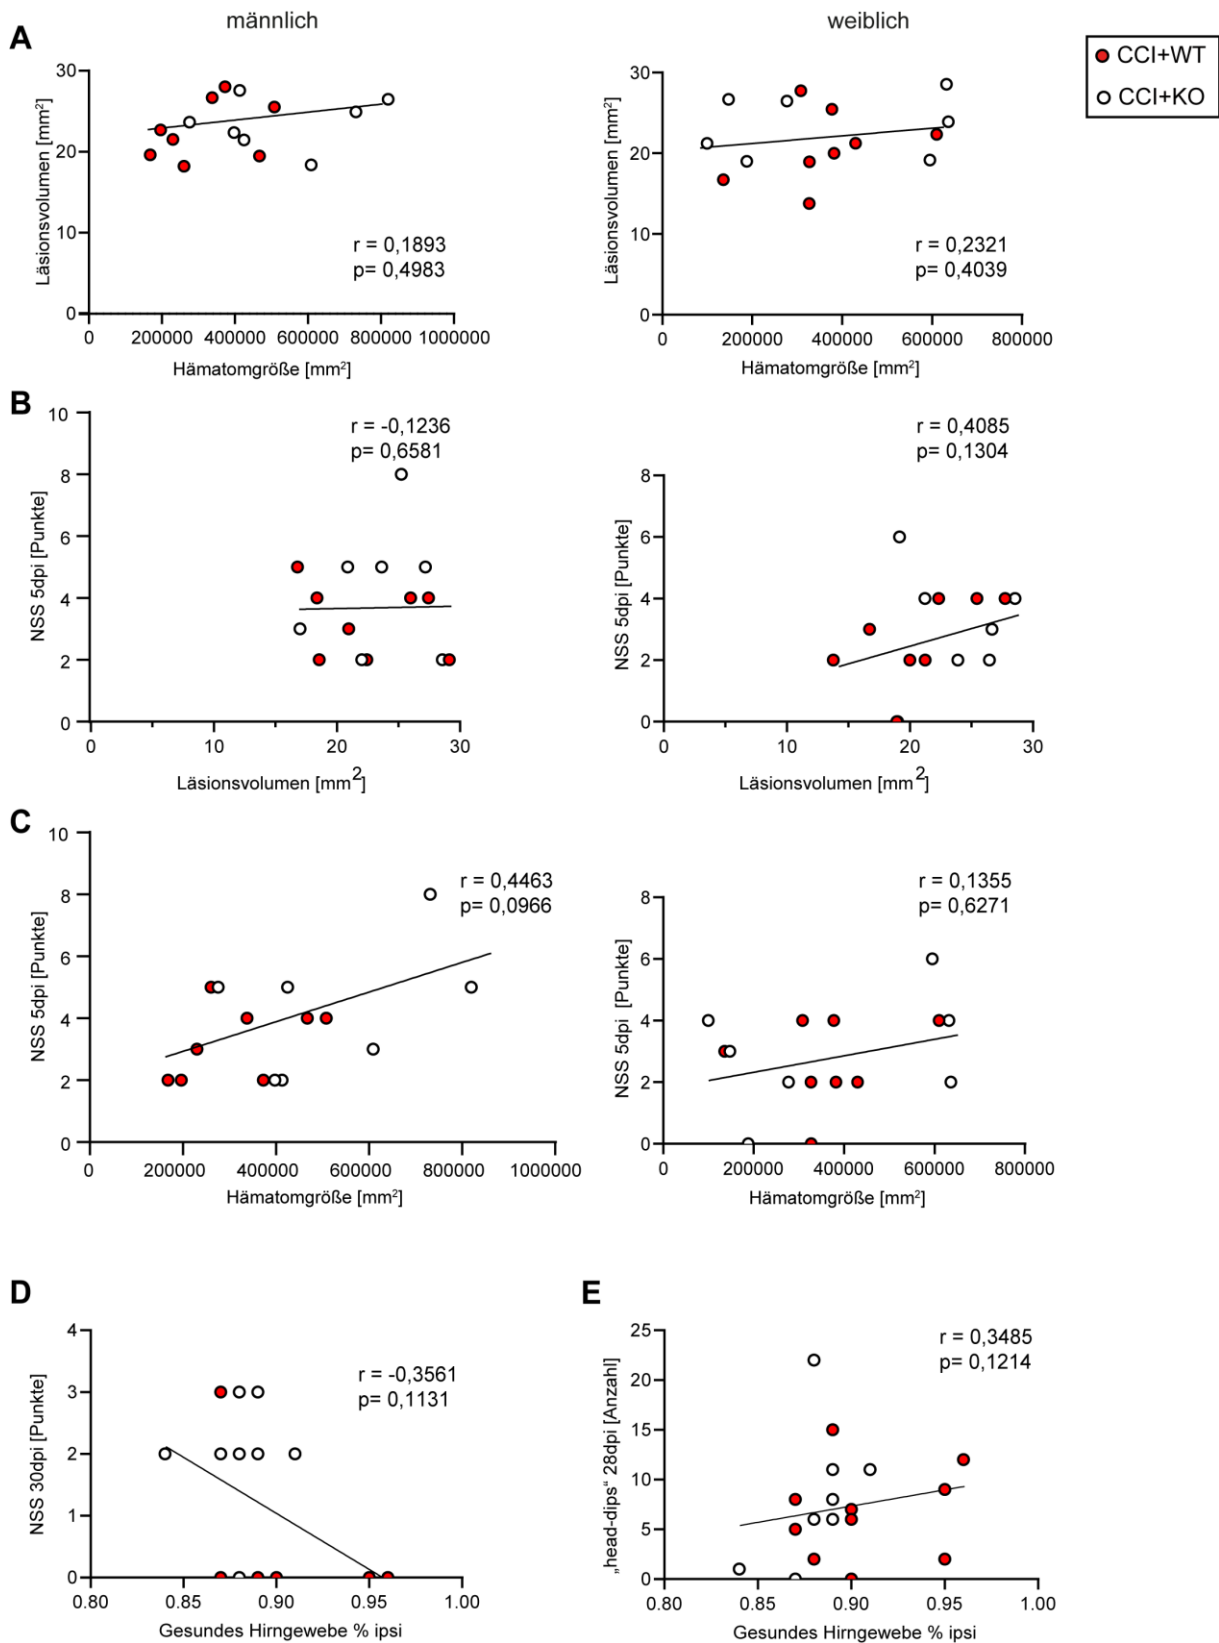 männlich
weiblich
CCI+WT
CCI+KO
A
30
20
10
0
Läsionsvolumen [mm²]
r = 0,1893
p= 0,4983
0 200000 400000 600000 800000 1000000
Hämatomgröße [mm²]
30
20
10
0
Läsionsvolumen [mm²]
r = 0,2321
p= 0,4039
0 200000 400000 600000 800000
Hämatomgröße [mm²]
B
10
8
6
4
2
0
NSS 5dpi [Punkte]
r = -0,1236
p= 0,6581
0 10 20 30
Läsionsvolumen [mm²]
8
6
4
2
0
NSS 5dpi [Punkte]
r = 0,4085
p= 0,1304
0 10 20 30
Läsionsvolumen [mm²]
C
10
8
6
4
2
0
NSS 5dpi [Punkte]
r = 0,4463
p= 0,0966
0 200000 400000 600000 800000 1000000
Hämatomgröße [mm²]
8
6
4
2
0
NSS 5dpi [Punkte]
r = 0,1355
p= 0,6271
0 200000 400000 600000 800000
Hämatomgröße [mm²]
D
4
3
2
1
0
NSS 30dpi [Punkte]
r = -0,3561
p= 0,1131
0.80 0.85 0.90 0.95 1.00
Gesundes Hirngewebe % ipsi
E
25
20
15
10
5
0
„head-dips“ 28dpi [Anzahl]
r = 0,3485
p= 0,1214
0.80 0.85 0.90 0.95 1.00
Gesundes Hirngewebe % ipsi